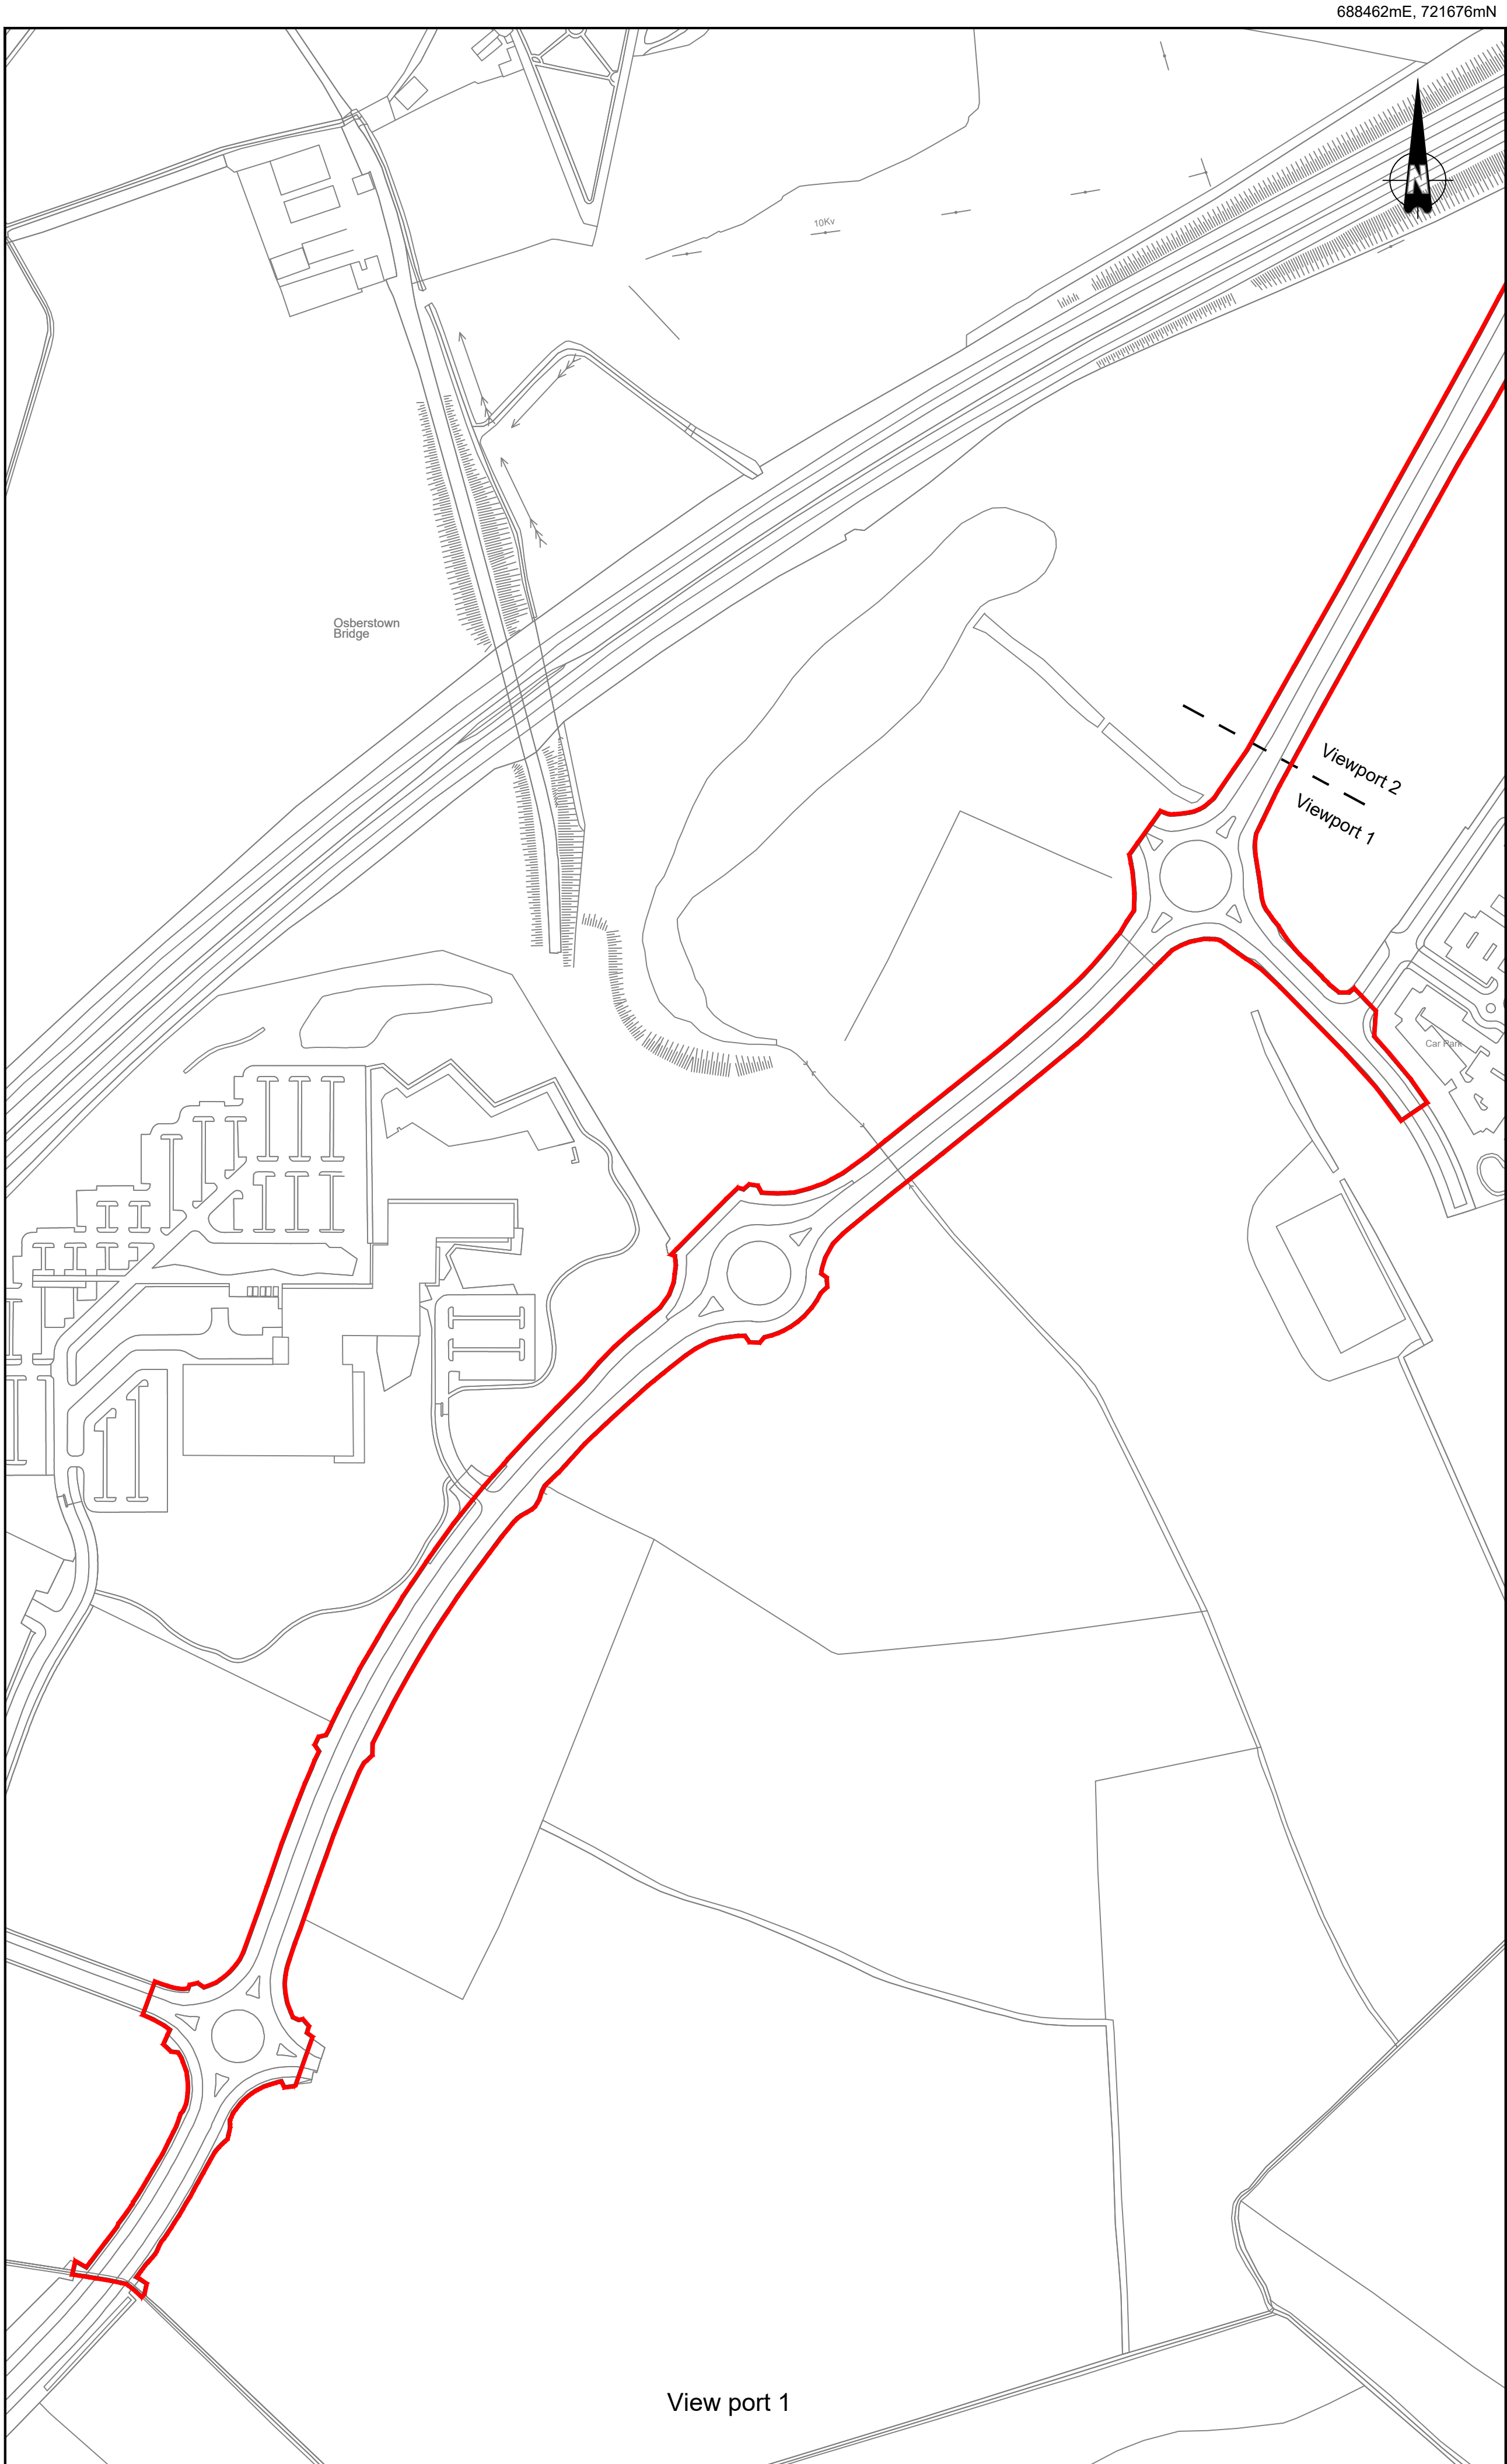 688462mE, 721676mN
N
10Kv
Osberstown
Bridge
Viewport 2
Viewport 1
Car Park
View port 1